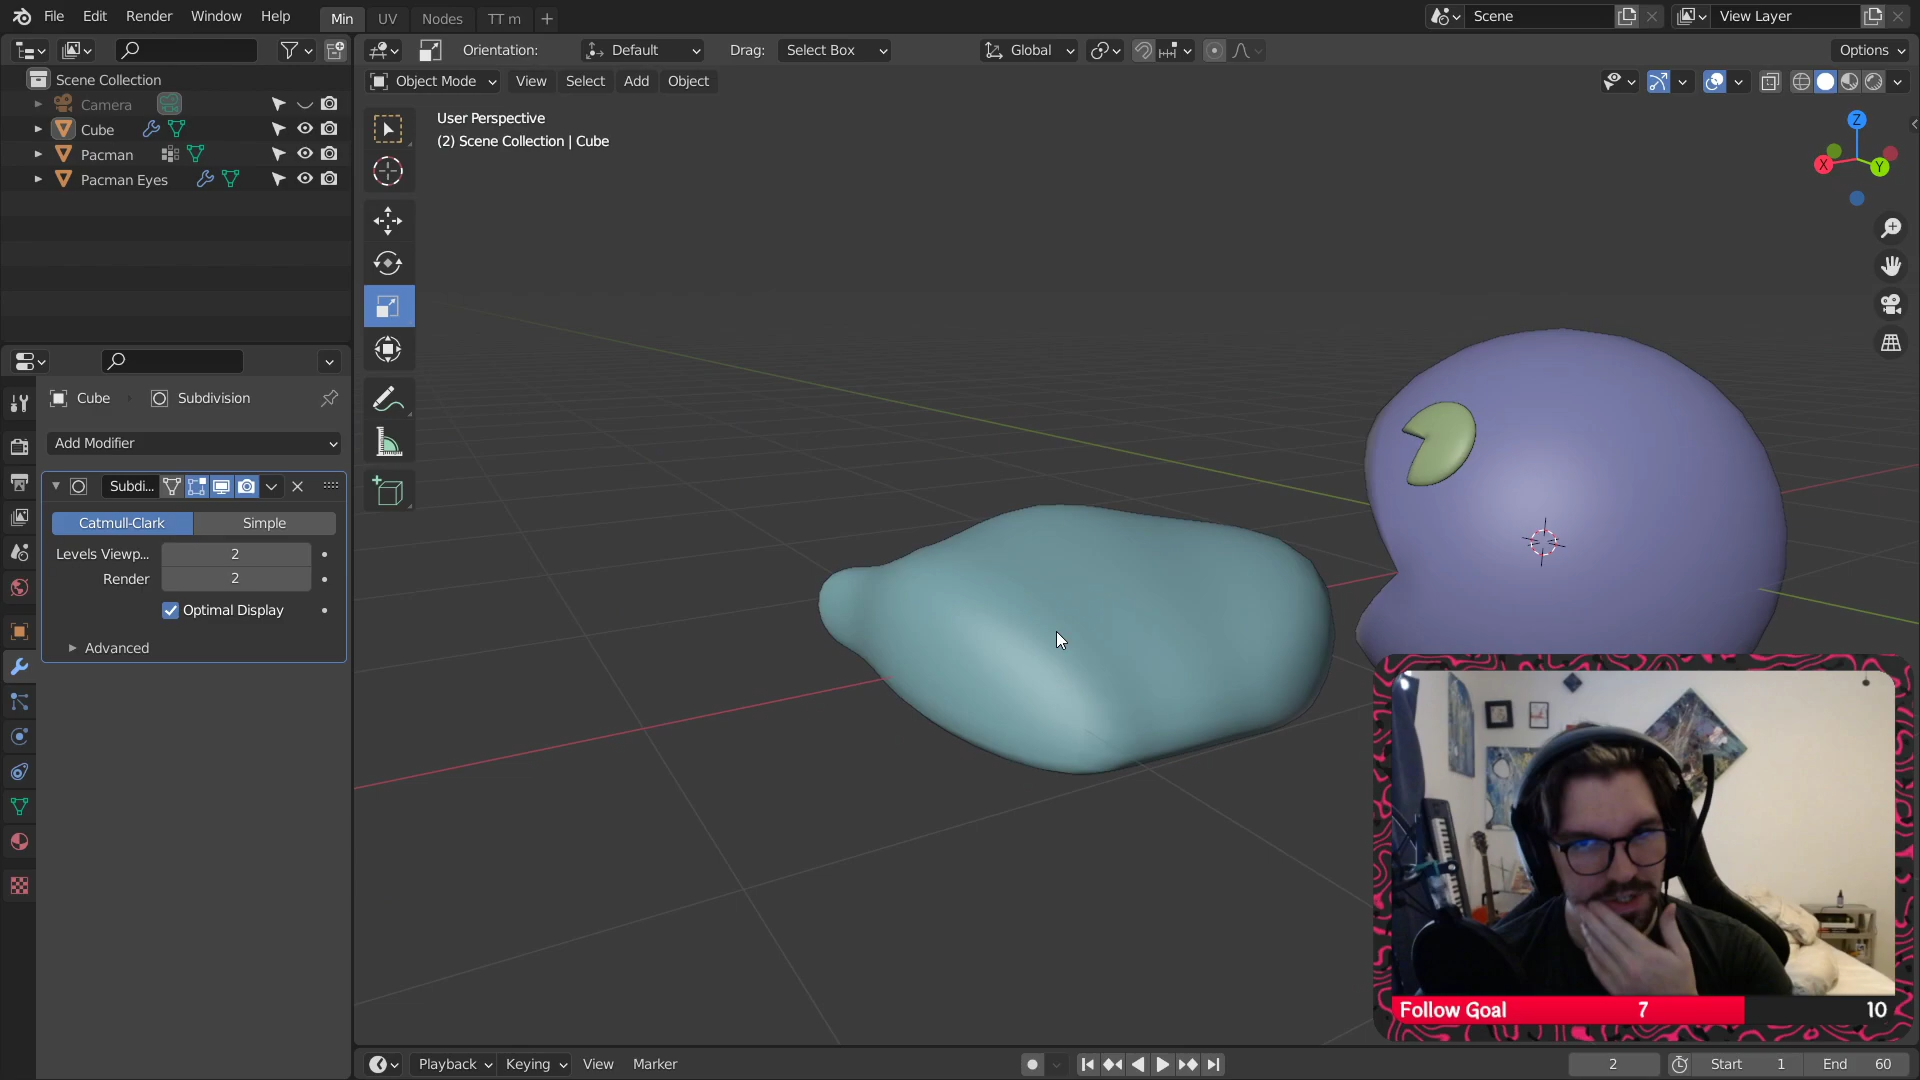 File Edit Render Window Help Min UV Nodes TT m Scene View Layer
Orientation: Default Drag: Select Box Global Options
Object Mode View Select Add Object
Scene Collection
Camera
Cube
Pacman
Pacman Eyes
User Perspective
(2) Scene Collection | Cube
Z
X
Y
Cube Subdivision
Add Modifier
Subdi...
Catmull-Clark Simple
Levels Viewp... 2
Render 2
Optimal Display
Advanced
Follow Goal 7 10
Playback Keying View Marker 2 Start 1 End 60